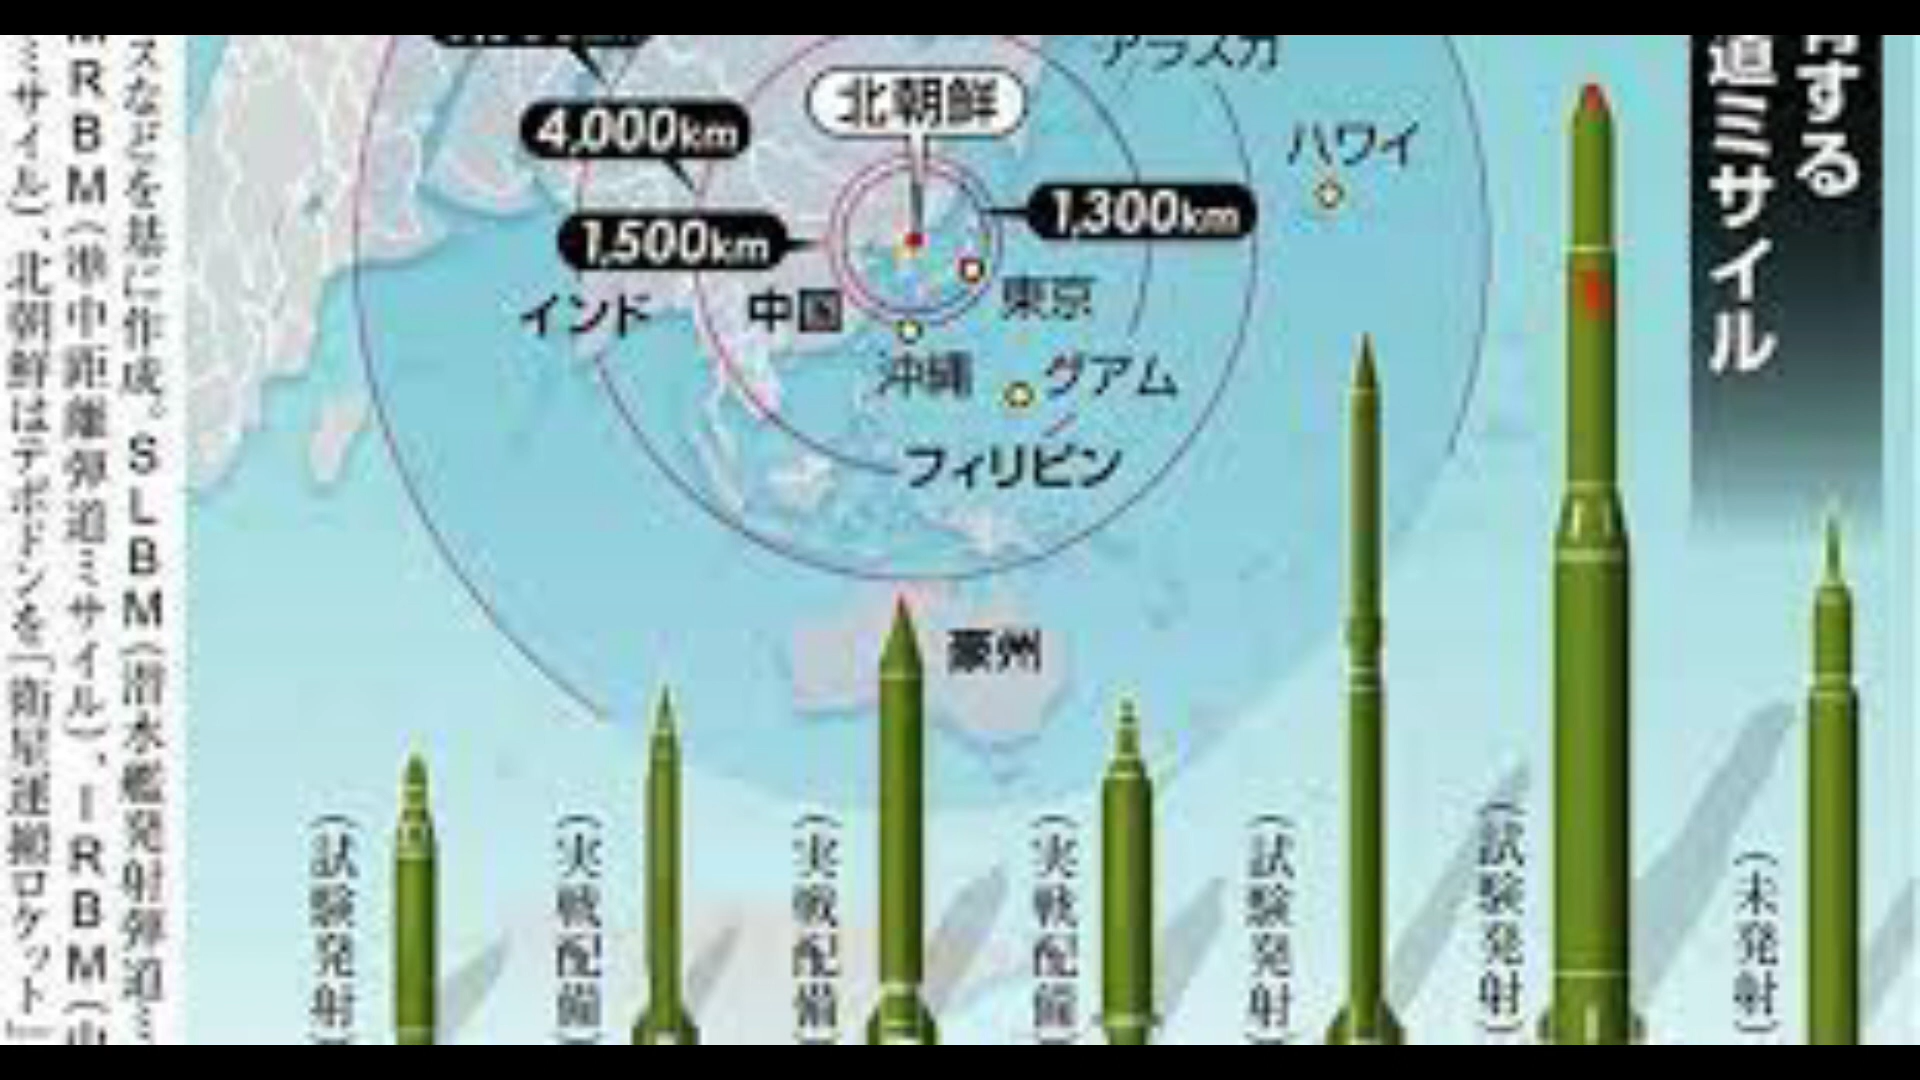 する
道ミサイル
アラスカ
北朝鮮
ハワイ
4,000km
1,300km
1,500km
東京
中国
インド
沖縄
グアム
フィリピン
豪州
(未発射)
(試験発射)
(試験発射)
(実戦配備)
(実戦配備)
(実戦配備)
(試験発射)
スなどを基に作成。SLBM(潜水艦発射弾道ミ
MRBM(準中距離弾道ミサイル)、IRBM(中
ミサイル)、北朝鮮はテポドンを「衛星運搬ロケット」